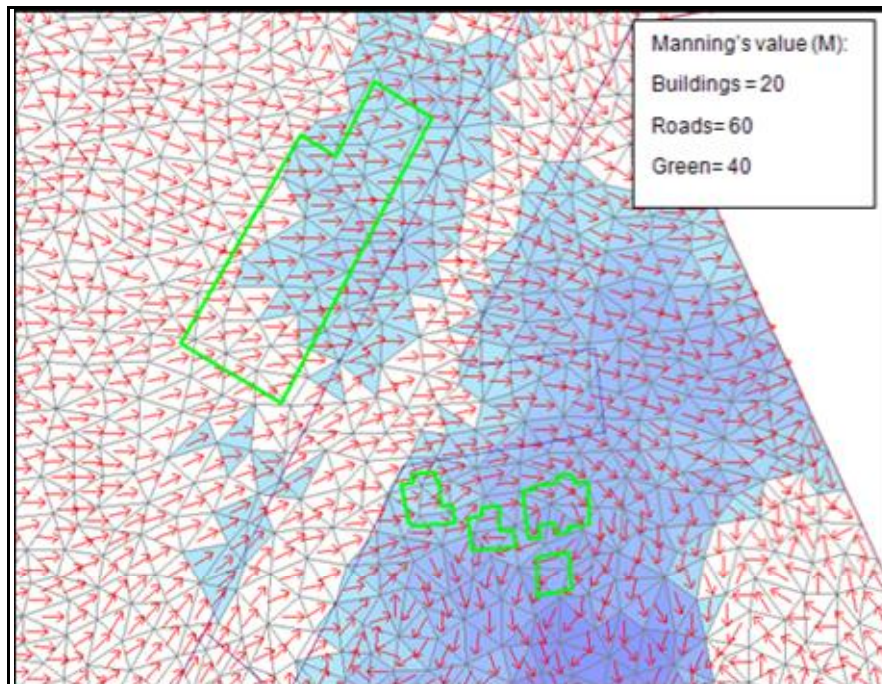 Manning's value (M):
Buildings = 20
Roads= 60
Green= 40